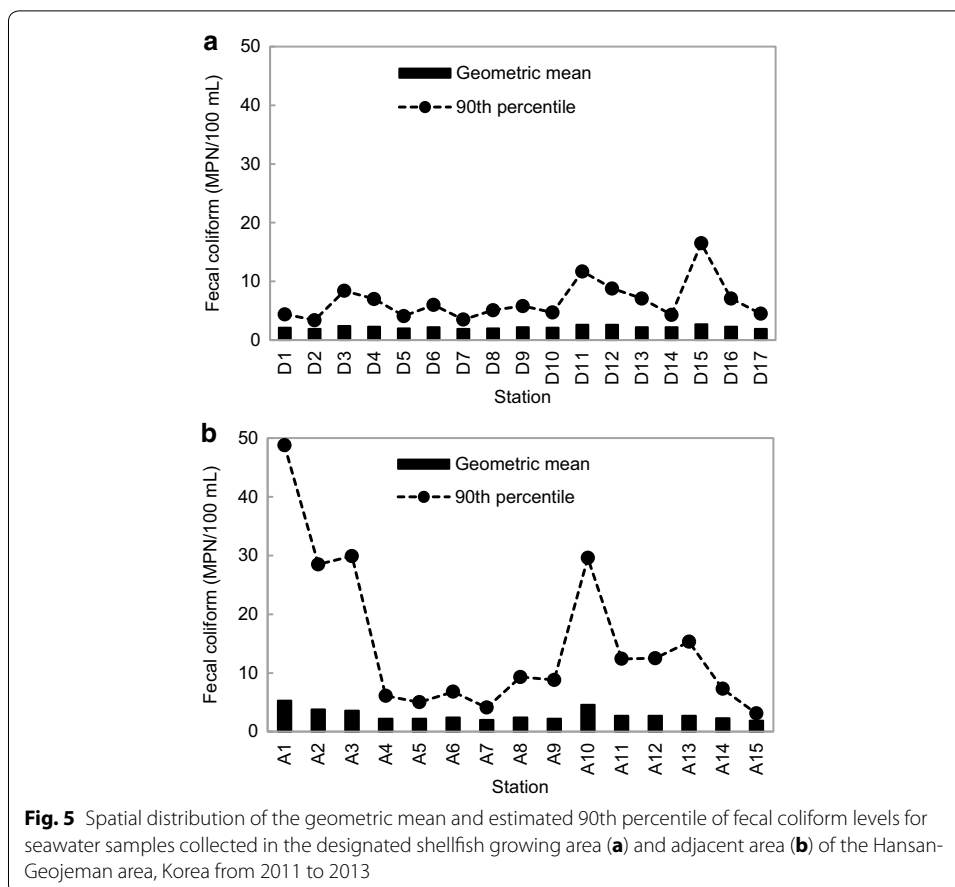 a
50
40
30
20
10
0
Fecal coliform (MPN/100 mL)
Geometric mean
90th percentile
D1 D2 D3 D4 D5 D6 D7 D8 D9 D10 D11 D12 D13 D14 D15 D16 D17
Station
b
50
40
30
20
10
0
Fecal coliform (MPN/100 mL)
Geometric mean
90th percentile
A1 A2 A3 A4 A5 A6 A7 A8 A9 A10 A11 A12 A13 A14 A15
Station
Fig. 5 Spatial distribution of the geometric mean and estimated 90th percentile of fecal coliform levels for
seawater samples collected in the designated shellfish growing area (a) and adjacent area (b) of the Hansan-
Geojeman area, Korea from 2011 to 2013